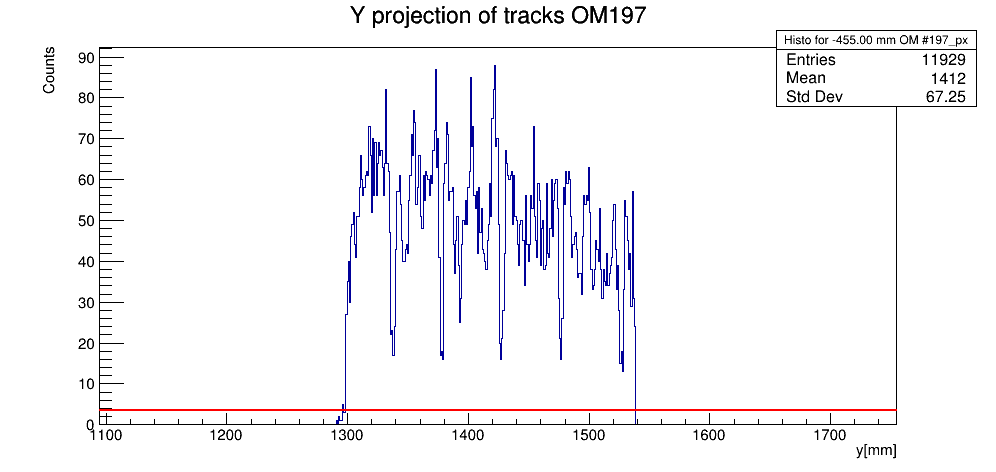 Y projection of tracks OM197
Histo for -455.00 mm OM #197_px
Entries 11929
Mean 1412
Std Dev 67.25
Counts
90
80
70
60
50
40
30
20
10
0
1100 1200 1300 1400 1500 1600 1700
y[mm]